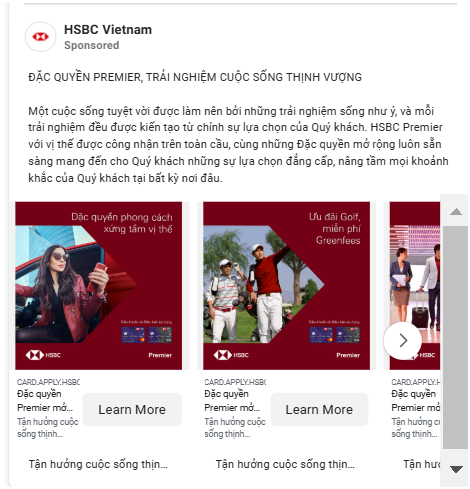 HSBC Vietnam
Sponsored
ĐẶC QUYỀN PREMIER, TRẢI NGHIỆM CUỘC SỐNG THỊNH VƯỢNG
Một cuộc sống tuyệt vời được làm nên bởi những trải nghiệm sống như ý, và mỗi
trải nghiệm đều được kiến tạo từ chính sự lựa chọn của Quý khách. HSBC Premier
với vị thế được công nhận trên toàn cầu, cùng những Đặc quyền mở rộng luôn sẵn
sàng mang đến cho Quý khách những sự lựa chọn đẳng cấp, nâng tầm mọi khoảnh
khắc của Quý khách tại bất kỳ nơi đâu.
Đặc quyền phong cách
xứng tầm vị thế
HSBC
Premier
Ưu đãi Golf,
miễn phí
Greenfees
HSBC
Premier
HSBC
CARD.APPLY.HSBC
Đặc quyền
Premier mở...
Tận hưởng cuộc
sống thịnh...
Learn More
CARD.APPLY.HSBC
Đặc quyền
Premier mở...
Tận hưởng cuộc
sống thịnh...
Learn More
CARD.APPLY.HSBC
Đặc quyền
Premier mở
Tận hưởng c
sống thịnh...
Tận hưởng cuộc sống thịn...
Tận hưởng cuộc sống thịn...
Tận hư